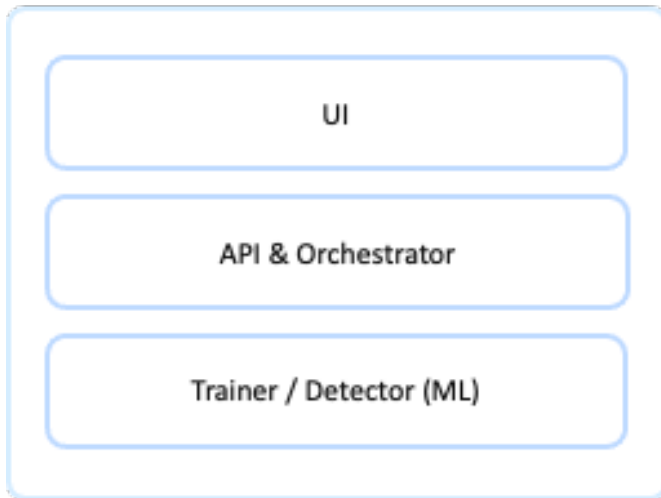 UI
API & Orchestrator
Trainer / Detector (ML)